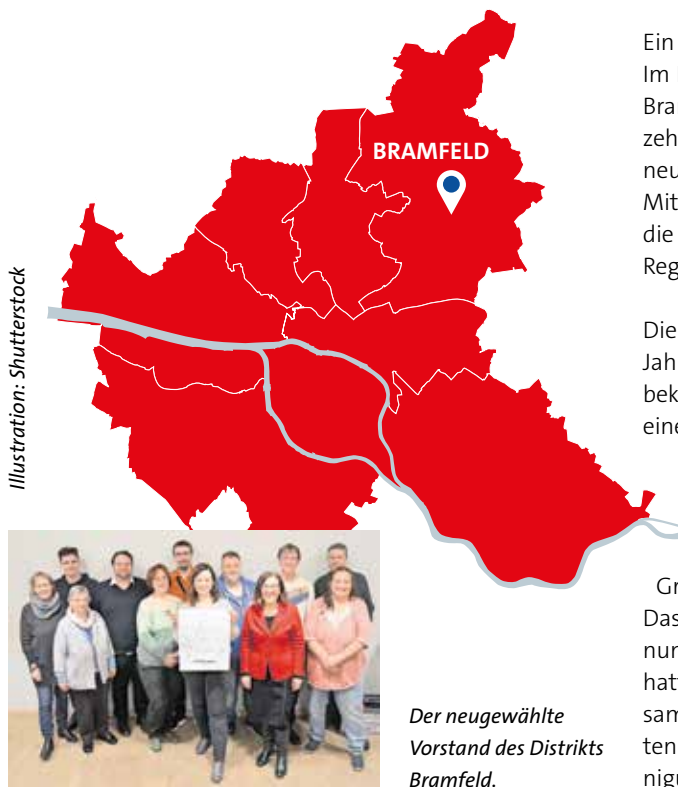 BRAMFELD
Illustration: Shutterstock
Der neugewählte
Vorstand des Distrikts
Bramfeld.
Ein
Im
Bra
zeh
neu
Mit
die
Reg
Die
Jah
bek
eine
Gr
Das
nur
hat
sam
ten
nigu